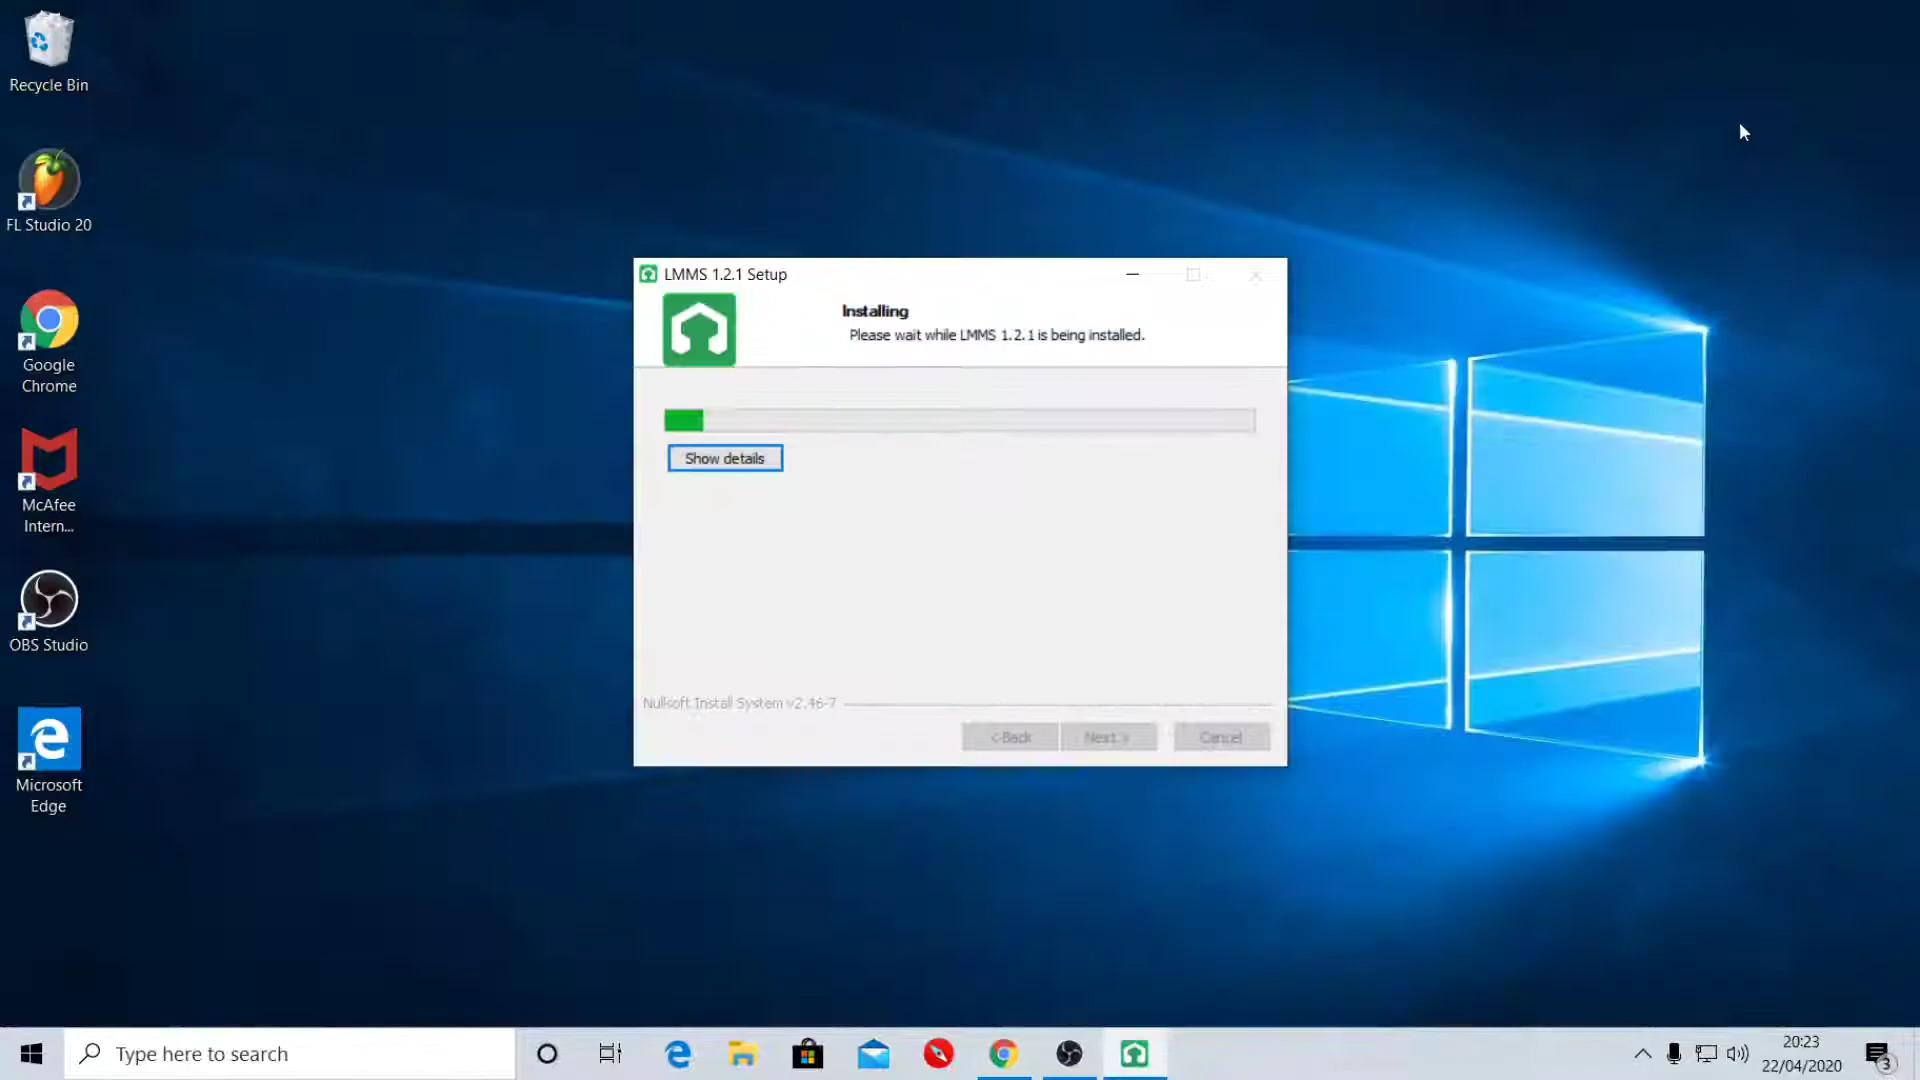 Recycle Bin
FL Studio 20
Google
Chrome
McAfee
Intern...
OBS Studio
Microsoft
Edge
LMMS 1.2.1 Setup
Installing
Please wait while LMMS 1.2.1 is being installed.
Show details
Nullsoft Install System v2.46-7
< Back
Next >
Cancel
Type here to search
20:23
22/04/2020
3